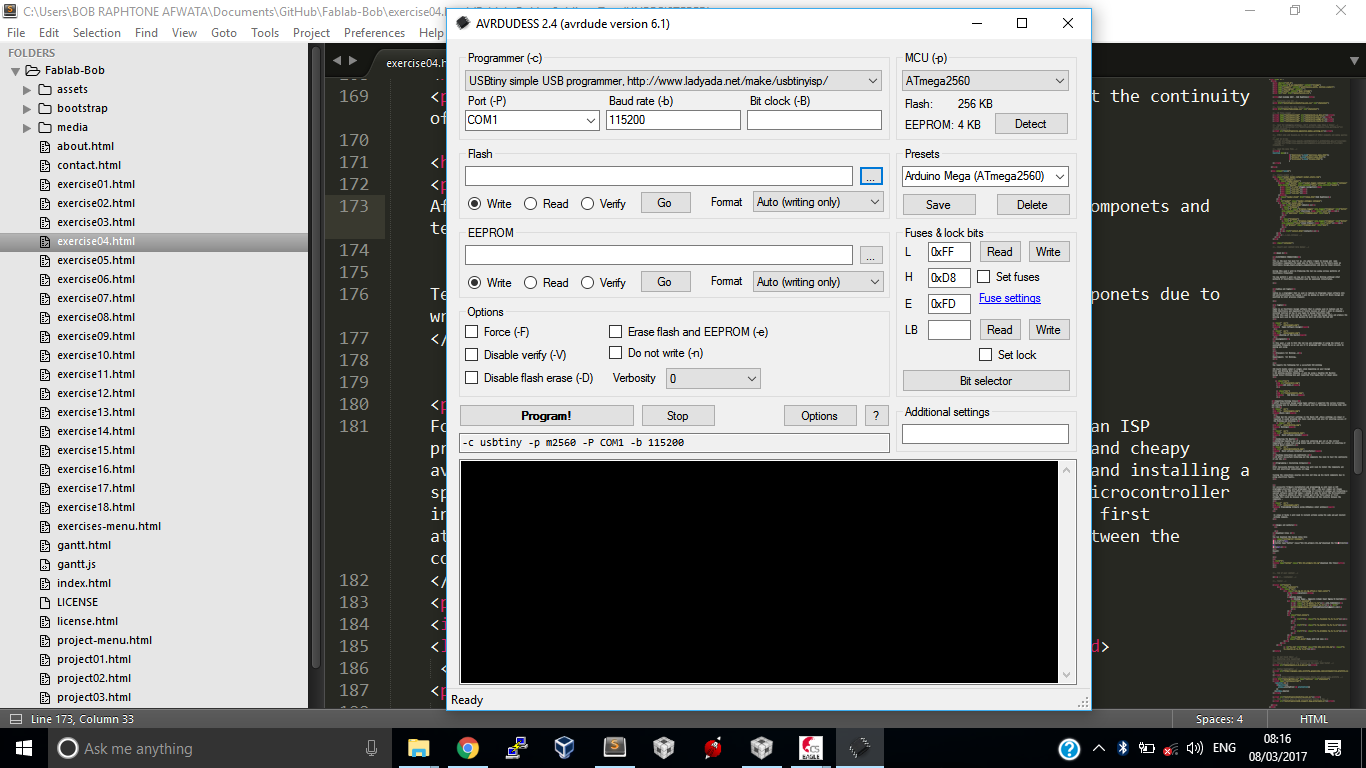 C:\Users\BOB RAPHTONE AFWATA\Documents\GitHub\Fablab-Bob\exercise04.
File Edit Selection Find View Goto Tools Project Preferences
FOLDERS
Fablab-Bob
assets
bootstrap
media
about.html
contact.html
exercise01.html
exercise02.html
exercise03.html
exercise04.html
exercise05.html
exercise06.html
exercise07.html
exercise08.html
exercise09.html
exercise10.html
exercise11.html
exercise12.html
exercise13.html
exercise14.html
exercise15.html
exercise16.html
exercise17.html
exercise18.html
exercises-menu.html
gantt.html
gantt.js
index.html
LICENSE
license.html
project-menu.html
project01.html
project02.html
project03.html
exercise04.h
169 <p t the continuity
of
170
171 <h
172 <p
173 Af omponets and
te
174
175
176 Te ponets due to
wr
177 </
178
179
180 <p
181 Fo an ISP
pr and cheapy
av and installing a
sp icrocontroller
in first
at tween the
co
182 </
183 <p
184 <i
185 <l d>
186 <
187 <p
AVRDUDESS 2.4 (avrdude version 6.1)
Programmer (-c)
USBtiny simple USB programmer, http://www.ladyada.net/make/usbtinyisp/
Port (-P) Baud rate (-b) Bit clock (-B)
COM1 115200
Flash
...
Write Read Verify Go Format Auto (writing only)
EEPROM
...
Write Read Verify Go Format Auto (writing only)
Options
Force (-F) Erase flash and EEPROM (-e)
Disable verify (-V) Do not write (-n)
Disable flash erase (-D) Verbosity 0
Program! Stop Options ?
-c usbtiny -p m2560 -P COM1 -b 115200
Ready
MCU (-p)
ATmega2560
Flash: 256 KB
EEPROM: 4 KB Detect
Presets
Arduino Mega (ATmega2560)
Save Delete
Fuses & lock bits
L 0xFF Read Write
H 0xD8 Set fuses
E 0xFD Fuse settings
LB Read Write
Set lock
Bit selector
Additional settings
Line 173, Column 33 Spaces: 4 HTML
Ask me anything
CS
EAGLE
ENG
08:16
08/03/2017